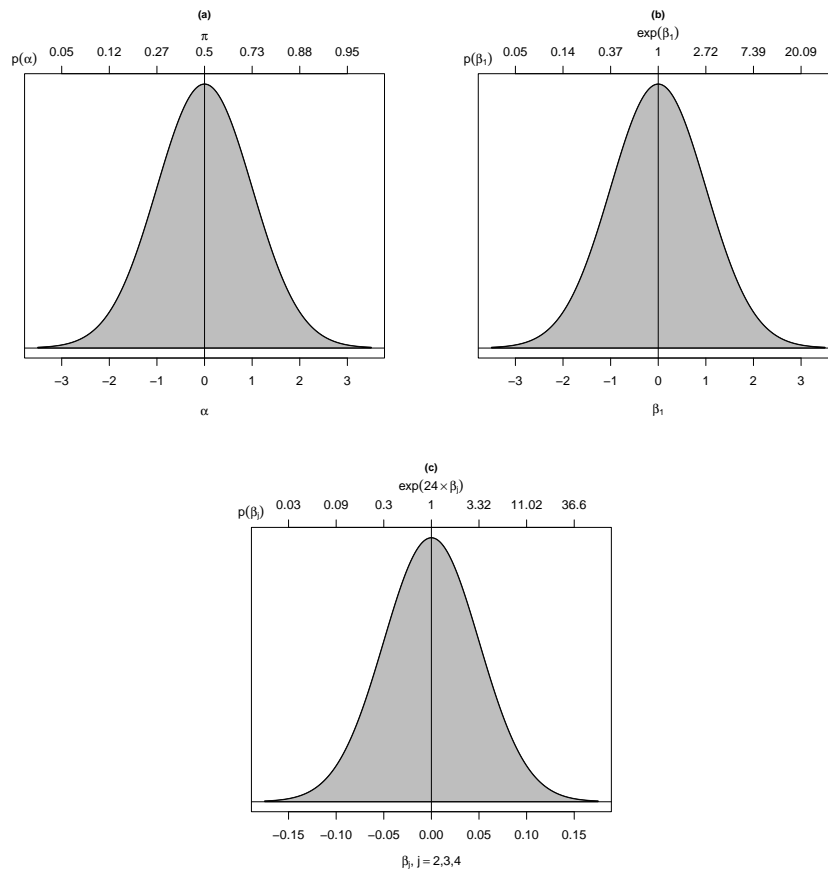 (a)
π
p(α) 0.05 0.12 0.27 0.5 0.73 0.88 0.95
−3 −2 −1 0 1 2 3
α
(b)
exp(β₁)
p(β₁) 0.05 0.14 0.37 1 2.72 7.39 20.09
−3 −2 −1 0 1 2 3
β₁
(c)
exp(24 × βⱼ)
p(βⱼ) 0.03 0.09 0.3 1 3.32 11.02 36.6
−0.15 −0.10 −0.05 0.00 0.05 0.10 0.15
βⱼ, j = 2,3,4